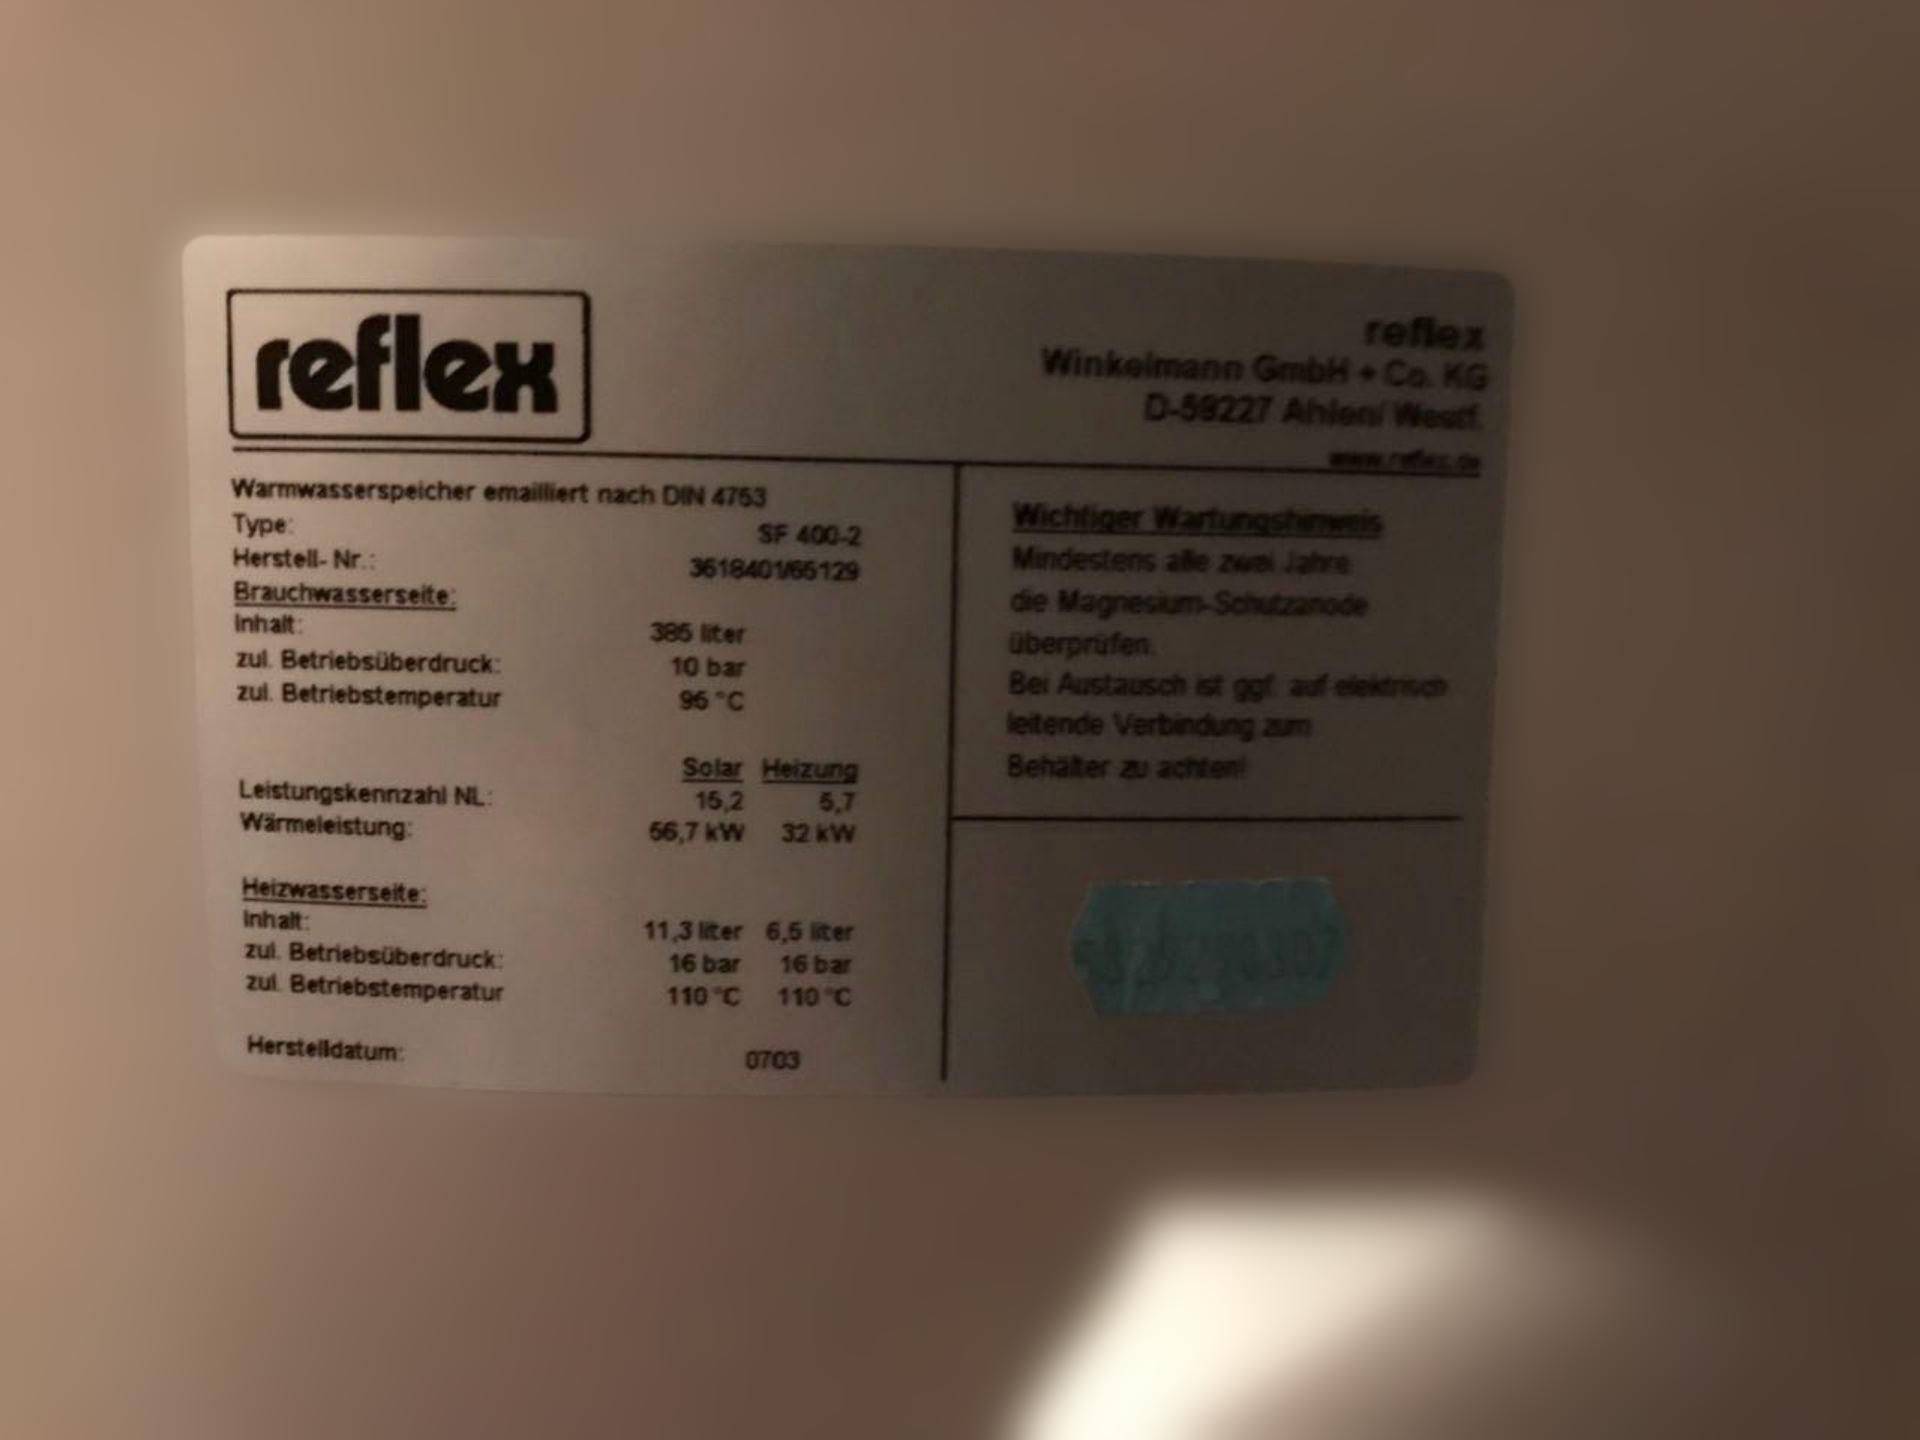 reflex
reflex
Winkelmann GmbH + Co. KG
D-59227 Ahlen/ Westf.
www.reflex.de
Warmwasserspeicher emailliert nach DIN 4753
Type: SF 400-2
Herstell- Nr.: 3618401/65129
Brauchwasserseite:
Inhalt: 385 liter
zul. Betriebsüberdruck: 10 bar
zul. Betriebstemperatur 95 °C
Solar Heizung
Leistungskennzahl NL: 15,2 5,7
Wärmeleistung: 56,7 kW 32 kW
Heizwasserseite:
Inhalt: 11,3 liter 6,5 liter
zul. Betriebsüberdruck: 16 bar 16 bar
zul. Betriebstemperatur 110 °C 110 °C
Herstelldatum: 0703
Wichtiger Wartungshinweis
Mindestens alle zwei Jahre
die Magnesium-Schutzanode
überprüfen.
Bei Austausch ist ggf. auf elektrisch
leitende Verbindung zum
Behälter zu achten!